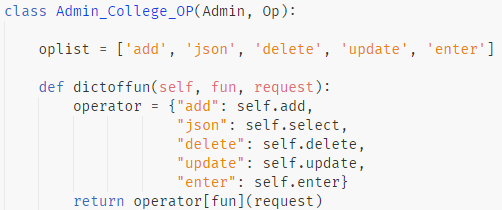 class Admin_College_OP(Admin, Op):
    oplist = ['add', 'json', 'delete', 'update', 'enter']
    def dictoffun(self, fun, request):
        operator = {"add": self.add,
                    "json": self.select,
                    "delete": self.delete,
                    "update": self.update,
                    "enter": self.enter}
        return operator[fun](request)